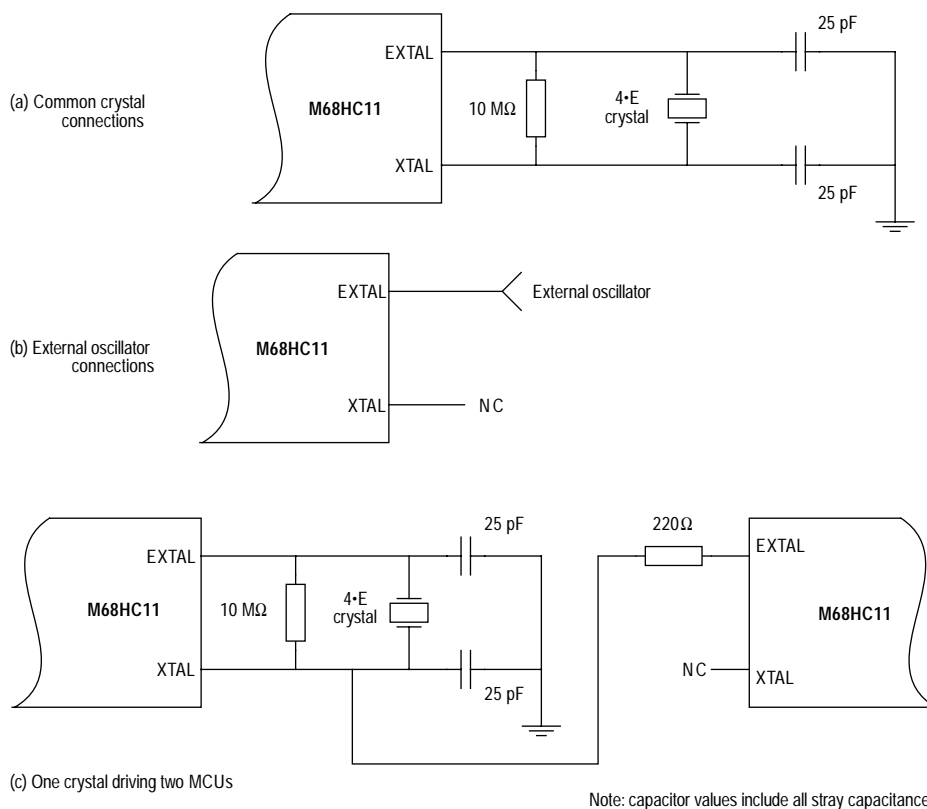 25 pF
EXTAL
(a) Common crystal
connections
M68HC11
10 MΩ
4•E
crystal
XTAL
25 pF
EXTAL
External oscillator
(b) External oscillator
connections
M68HC11
XTAL
NC
25 pF
220Ω
EXTAL
EXTAL
M68HC11
10 MΩ
4•E
crystal
M68HC11
XTAL
NC
XTAL
25 pF
(c) One crystal driving two MCUs
Note: capacitor values include all stray capacitance